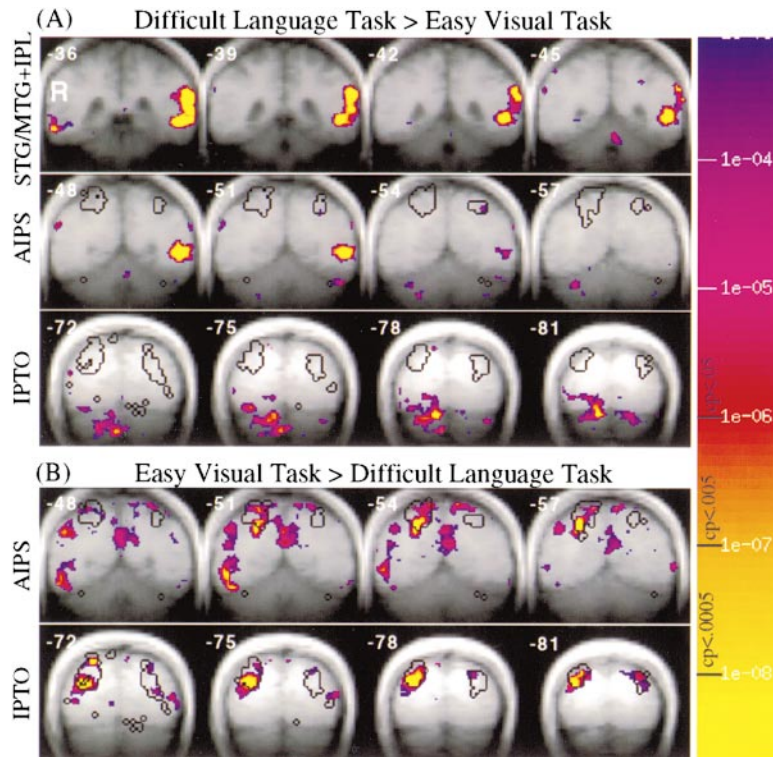 (A) Difficult Language Task > Easy Visual Task
STG/MTG+IPL
-36 -39 -42 -45
R
AIPS
-48 -51 -54 -57
IPTO
-72 -75 -78 -81
(B) Easy Visual Task > Difficult Language Task
AIPS
-48 -51 -54 -57
IPTO
-72 -75 -78 -81
1e-04
1e-05
cp<.05
1e-06
cp<.005
1e-07
cp<.0005
1e-08